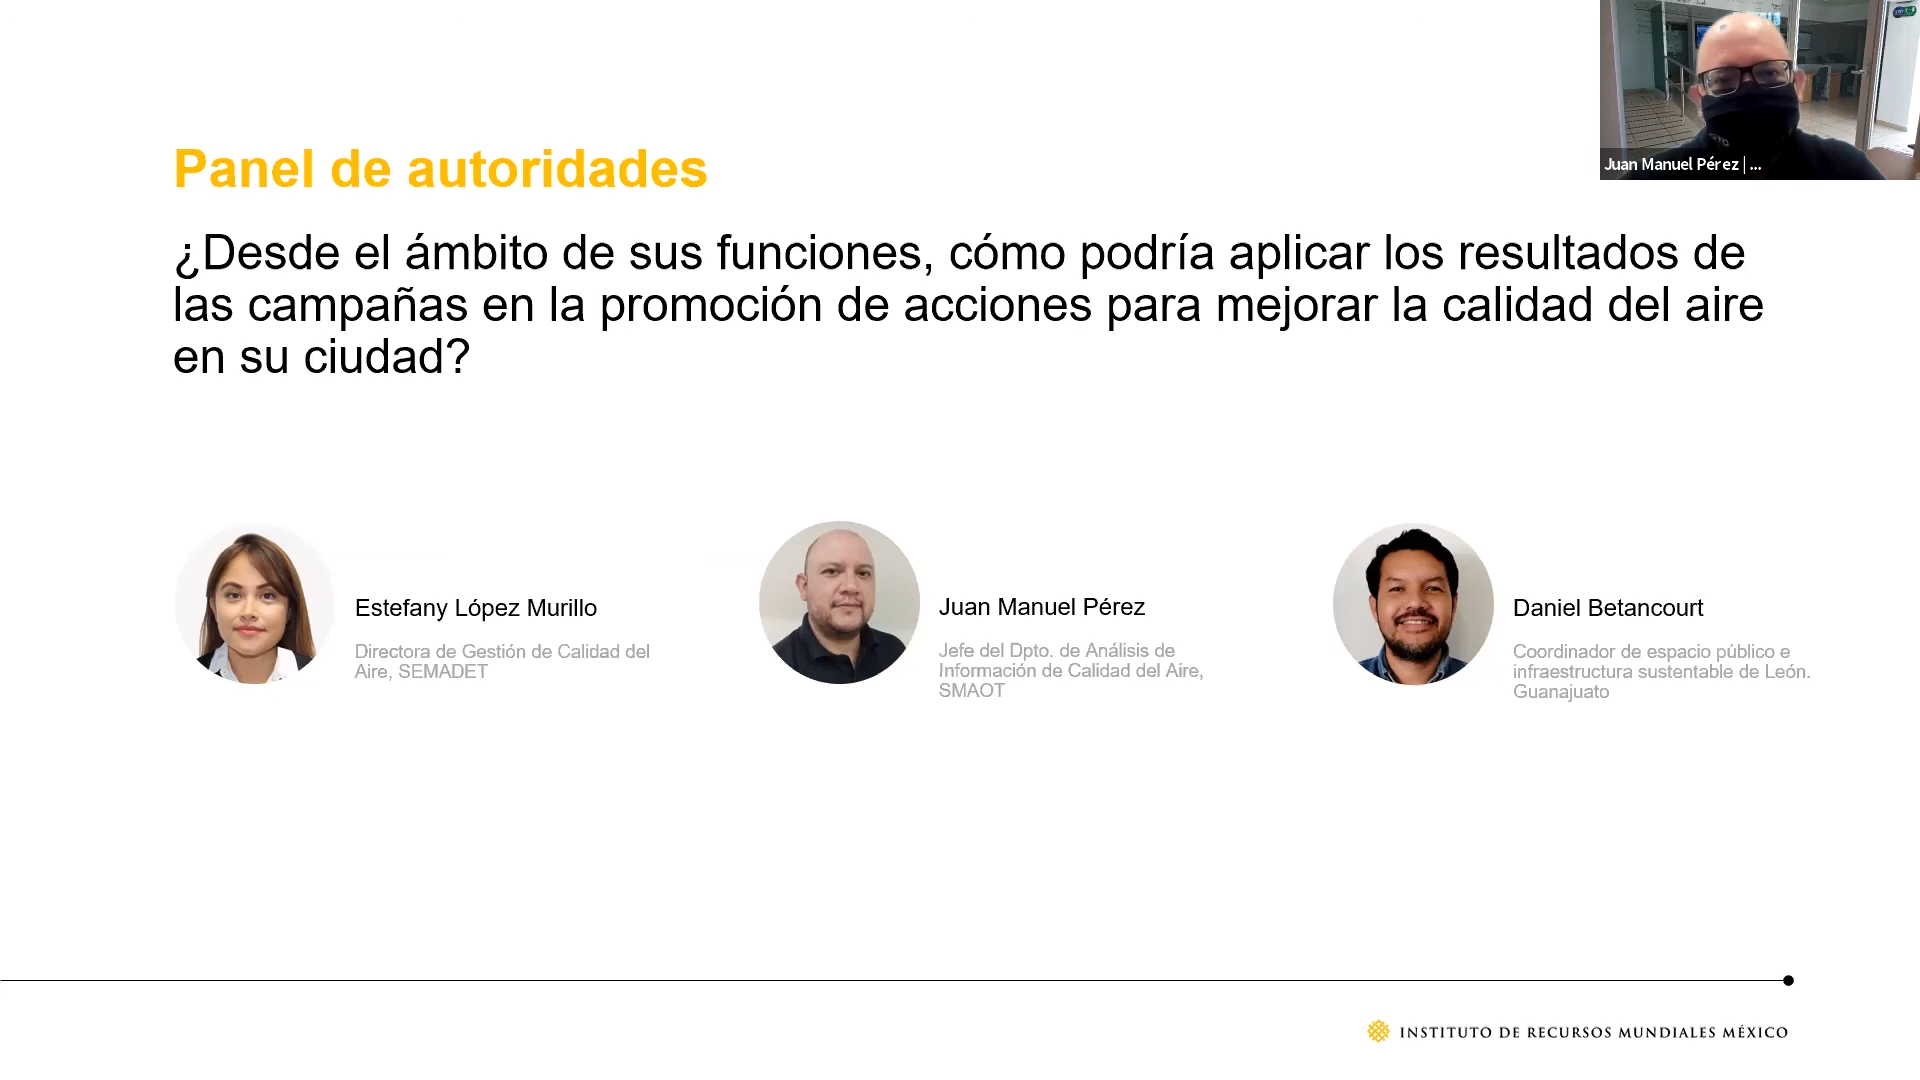 Juan Manuel Pérez | ...
Panel de autoridades
¿Desde el ámbito de sus funciones, cómo podría aplicar los resultados de
las campañas en la promoción de acciones para mejorar la calidad del aire
en su ciudad?
Estefany López Murillo
Directora de Gestión de Calidad del
Aire, SEMADET
Juan Manuel Pérez
Jefe del Dpto. de Análisis de
Información de Calidad del Aire,
SMAOT
Daniel Betancourt
Coordinador de espacio público e
infraestructura sustentable de León.
Guanajuato
INSTITUTO DE RECURSOS MUNDIALES MÉXICO